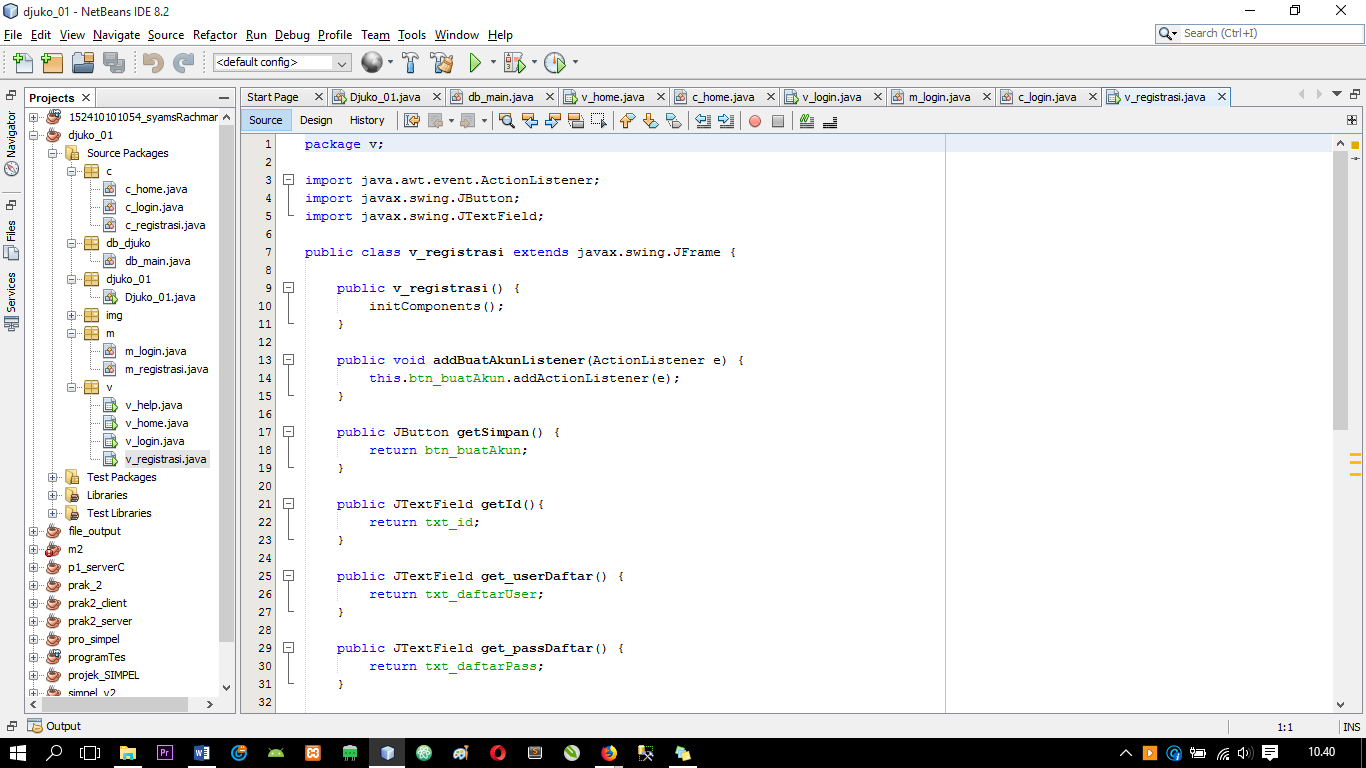 djuko_01 - NetBeans IDE 8.2
File Edit View Navigate Source Refactor Run Debug Profile Team Tools Window Help
Search (Ctrl+I)
<default config>
Navigator
Files
Services
Projects
152410101054_syamsRachmar
djuko_01
Source Packages
c
c_home.java
c_login.java
c_registrasi.java
db_djuko
db_main.java
djuko_01
Djuko_01.java
img
m
m_login.java
m_registrasi.java
v
v_help.java
v_home.java
v_login.java
v_registrasi.java
Test Packages
Libraries
Test Libraries
file_output
m2
p1_serverC
prak_2
prak2_client
prak2_server
pro_simpel
programTes
projek_SIMPEL
simpel_v2
Start Page Djuko_01.java db_main.java v_home.java c_home.java v_login.java m_login.java c_login.java v_registrasi.java
Source Design History
1 package v;
2
3 import java.awt.event.ActionListener;
4 import javax.swing.JButton;
5 import javax.swing.JTextField;
6
7 public class v_registrasi extends javax.swing.JFrame {
8
9 public v_registrasi() {
10 initComponents();
11 }
12
13 public void addBuatAkunListener(ActionListener e) {
14 this.btn_buatAkun.addActionListener(e);
15 }
16
17 public JButton getSimpan() {
18 return btn_buatAkun;
19 }
20
21 public JTextField getId(){
22 return txt_id;
23 }
24
25 public JTextField get_userDaftar() {
26 return txt_daftarUser;
27 }
28
29 public JTextField get_passDaftar() {
30 return txt_daftarPass;
31 }
32
Output
1:1 INS
Pr
10.40